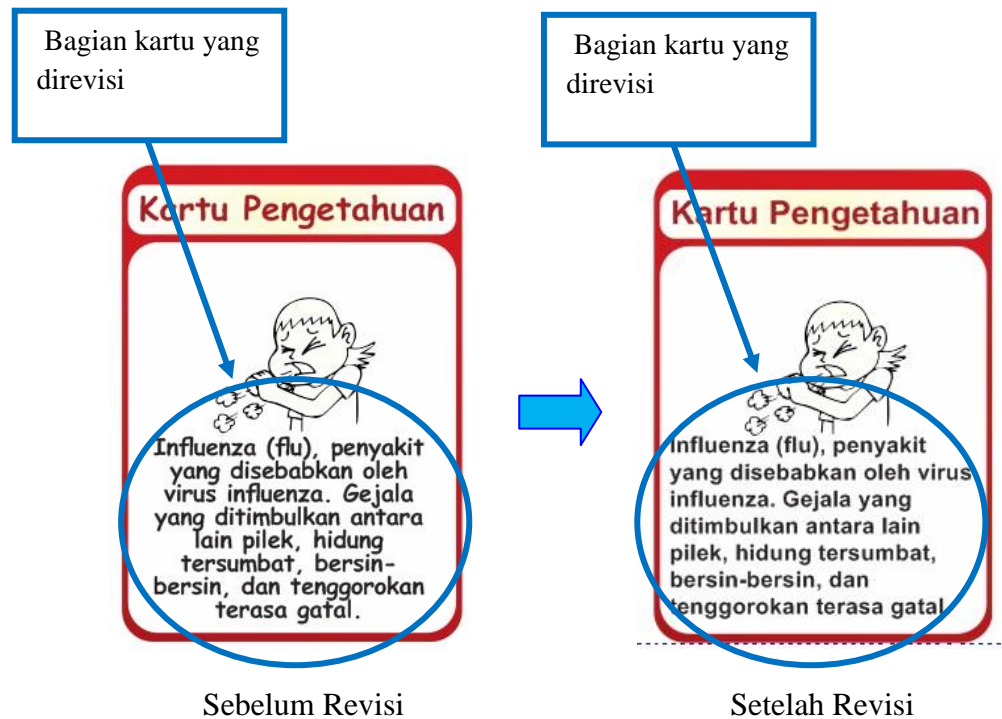 Bagian kartu yang
direvisi
Bagian kartu yang
direvisi
Kartu Pengetahuan
Influenza (flu), penyakit
yang disebabkan oleh
virus influenza. Gejala
yang ditimbulkan antara
lain pilek, hidung
tersumbat, bersin-
bersin, dan tenggorokan
terasa gatal.
Kartu Pengetahuan
Influenza (flu), penyakit
yang disebabkan oleh virus
influenza. Gejala yang
ditimbulkan antara lain
pilek, hidung tersumbat,
bersin-bersin, dan
tenggorokan terasa gatal
Sebelum Revisi
Setelah Revisi